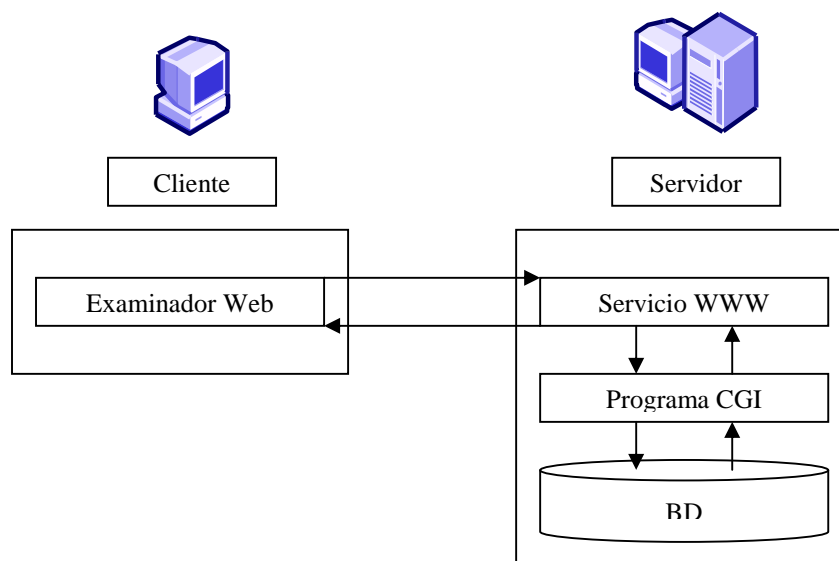 Cliente
Servidor
Examinador Web
Servicio WWW
Programa CGI
BD